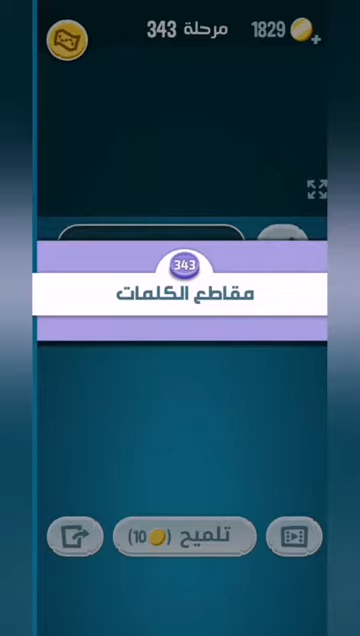 مرحلة 343
1829
343
مقاطع الكلمات
تلميح (10)